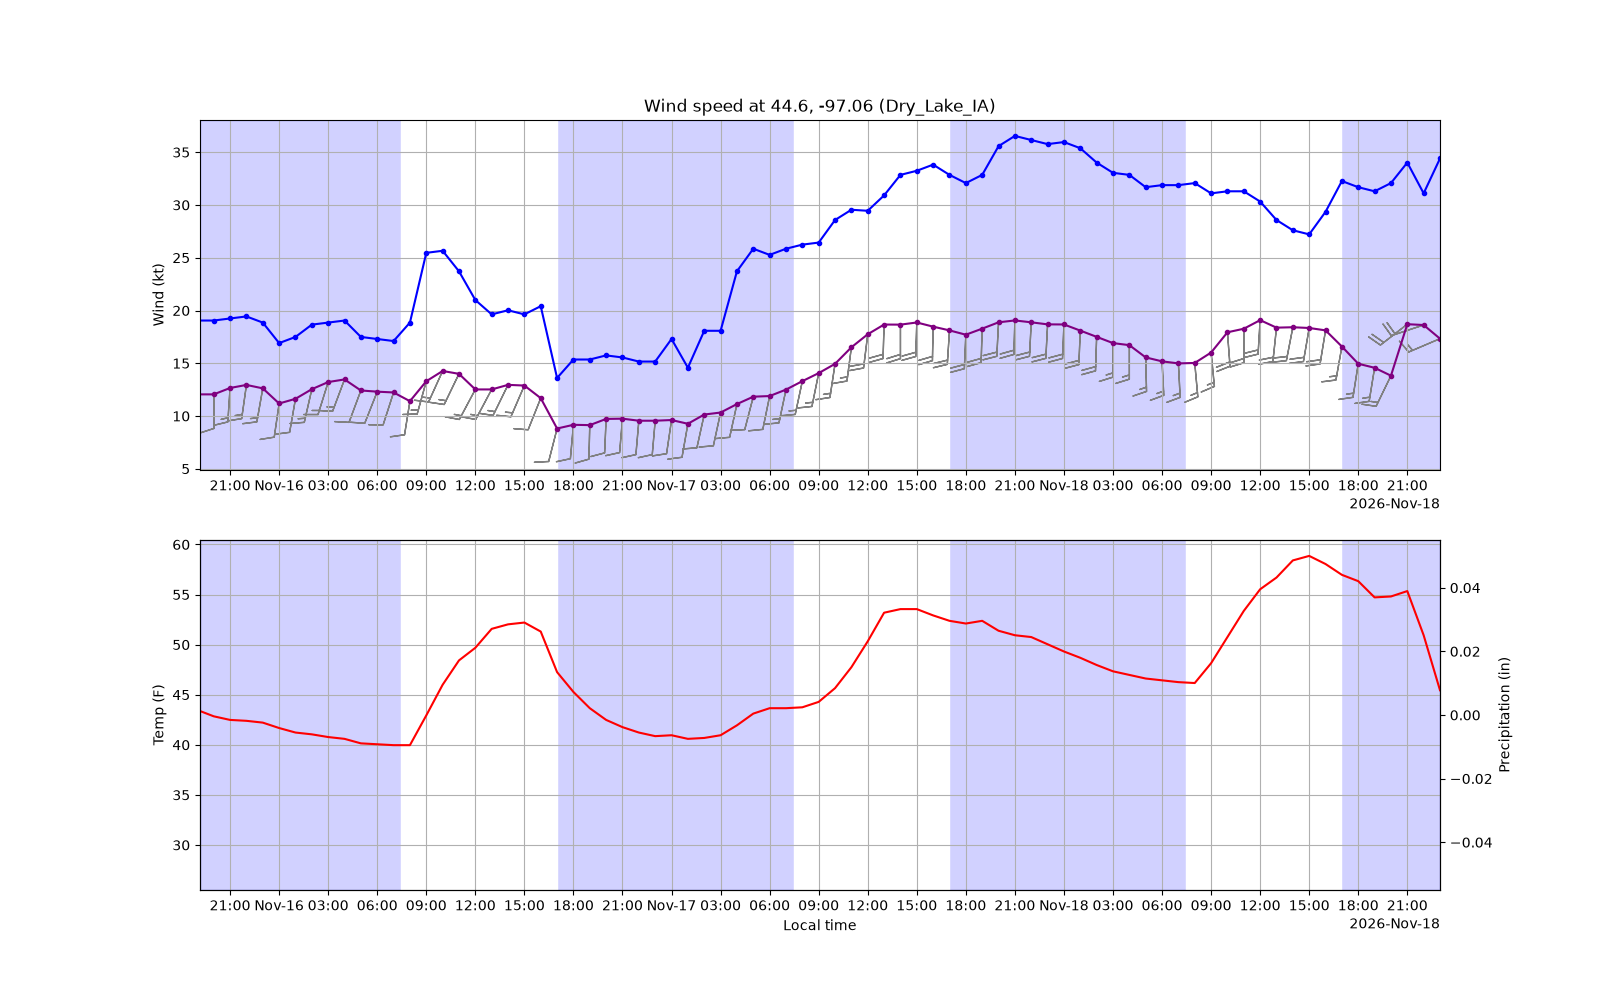 Wind speed at 44.6, -97.06 (Dry_Lake_IA)
35
30
25
20
15
10
5
Wind (kt)
21:00 Nov-16 03:00 06:00 09:00 12:00 15:00 18:00 21:00 Nov-17 03:00 06:00 09:00 12:00 15:00 18:00 21:00 Nov-18 03:00 06:00 09:00 12:00 15:00 18:00 21:00
2026-Nov-18
60
55
50
45
40
35
30
Temp (F)
0.04
0.02
0.00
−0.02
−0.04
Precipitation (in)
21:00 Nov-16 03:00 06:00 09:00 12:00 15:00 18:00 21:00 Nov-17 03:00 06:00 09:00 12:00 15:00 18:00 21:00 Nov-18 03:00 06:00 09:00 12:00 15:00 18:00 21:00
Local time
2026-Nov-18